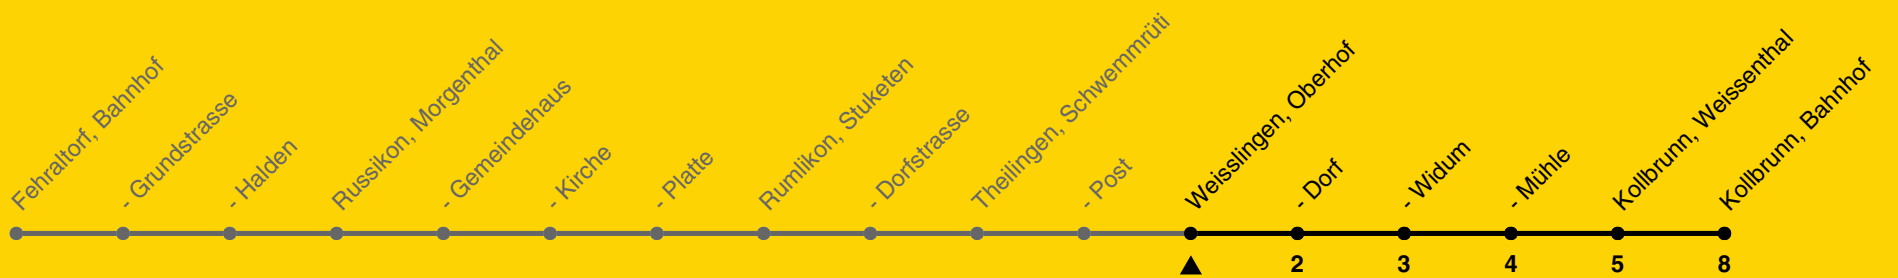 Fehraltorf, Bahnhof
- Grundstrasse
- Halden
Russikon, Morgenthal
- Gemeindehaus
- Kirche
- Platte
Rumlikon, Stuketen
- Dorfstrasse
Theilingen, Schwemmrüti
- Post
Weisslingen, Oberhof
- Dorf
- Widum
- Mühle
Kollbrunn, Weissenthal
Kollbrunn, Bahnhof
2 3 4 5 8